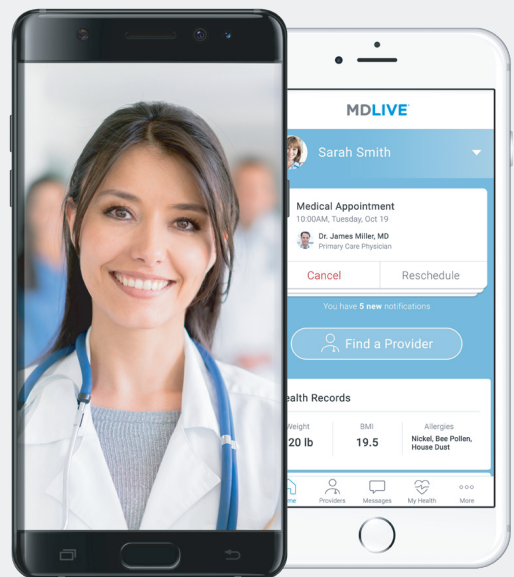 MDLIVE
Sarah Smith
Medical Appointment
10:00AM, Tuesday, Oct 19
Dr. James Miller, MD
Primary Care Physician
Cancel Reschedule
You have 5 new notifications
Find a Provider
ealth Records
Weight BMI Allergies
20 lb 19.5 Nickel, Bee Pollen,
House Dust
me Providers Messages My Health More